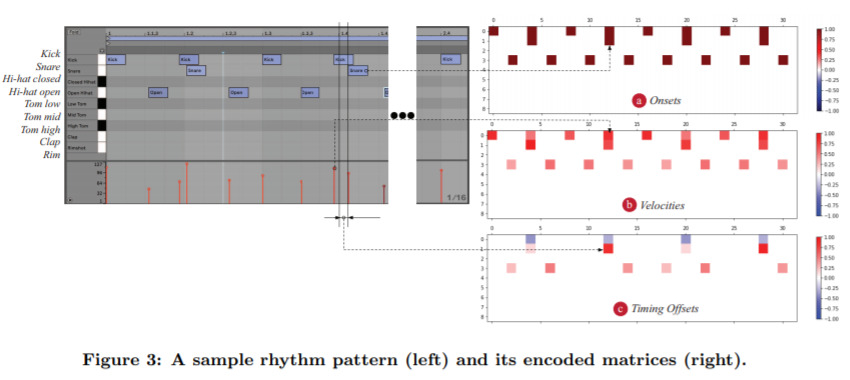 Fold
1
1.1.3
1.2
1.2.3
1.3
1.3.3
1.4
2.4
Kick
Snare
Hi-hat closed
Hi-hat open
Tom low
Tom mid
Tom high
Clap
Rim
Kick
Snare
Closed Hihat
Open Hihat
Low Tom
Mid Tom
High Tom
Clap
Rimshot
Kick
Kick
Kick
Kick
Kick
Snare
Snare
Open
Open
Open
127
96
64
32
1
1/16
0 5 10 15 20 25 30
0
1
2
3
4
5
6
7
8
a Onsets
1.00
0.75
0.50
0.25
0.00
−0.25
−0.50
−0.75
−1.00
0 5 10 15 20 25 30
0
1
2
3
4
5
6
7
8
b Velocities
1.00
0.75
0.50
0.25
0.00
−0.25
−0.50
−0.75
−1.00
0 5 10 15 20 25 30
0
1
2
3
4
5
6
7
8
c Timing Offsets
1.00
0.75
0.50
0.25
0.00
−0.25
−0.50
−0.75
−1.00
Figure 3: A sample rhythm pattern (left) and its encoded matrices (right).